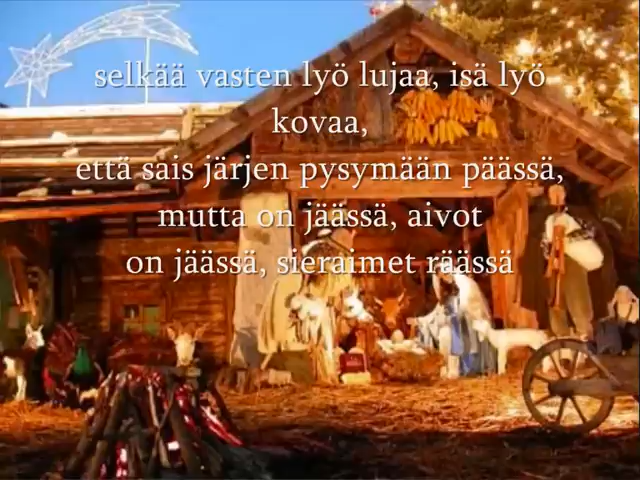 selkää vasten lyö lujaa, isä lyö
kovaa,
että sais järjen pysymään päässä,
mutta on jäässä, aivot
on jäässä, sieraimet räässä